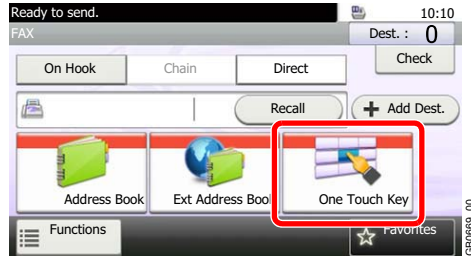 Ready to send. 10:10
FAX Dest. : 0
On Hook Chain Direct Check
Recall Add Dest.
Address Book Ext Address Book One Touch Key
Functions Favorites
GB0669_00